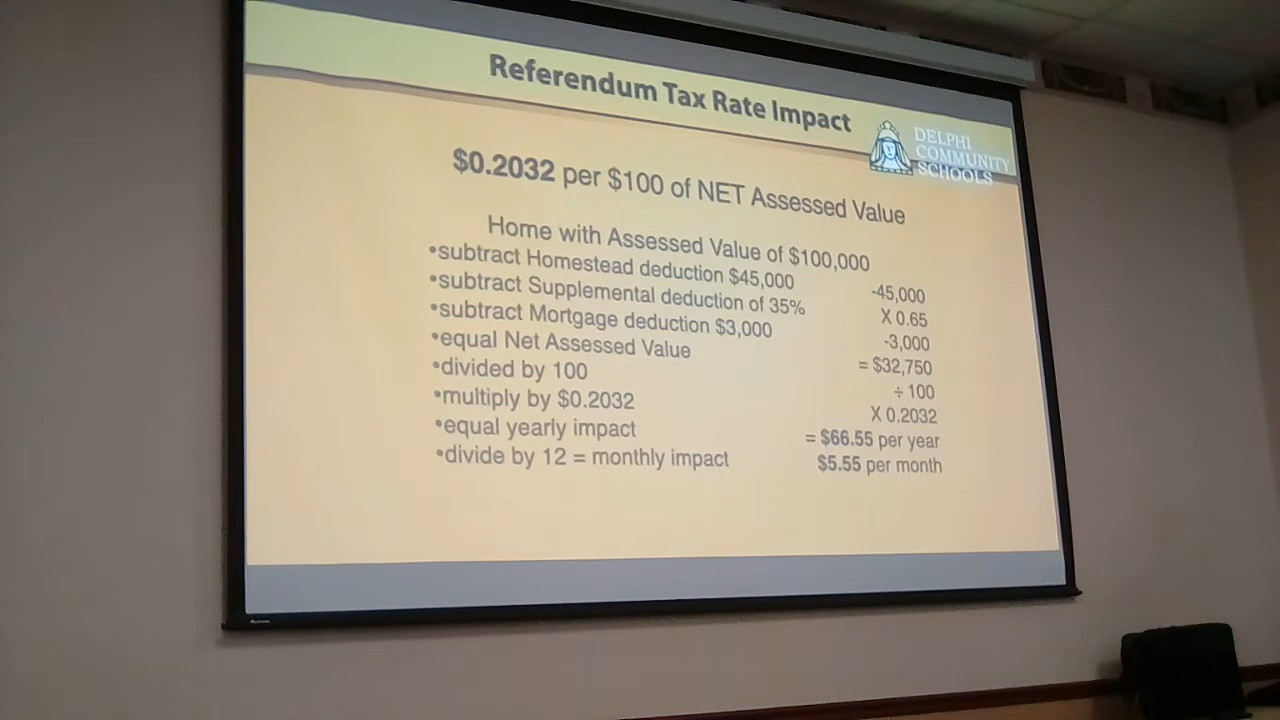 Referendum Tax Rate Impact
DELPHI
COMMUNITY
SCHOOLS
$0.2032 per $100 of NET Assessed Value
Home with Assessed Value of $100,000
•subtract Homestead deduction $45,000 -45,000
•subtract Supplemental deduction of 35% X 0.65
•subtract Mortgage deduction $3,000 -3,000
•equal Net Assessed Value = $32,750
•divided by 100 ÷ 100
•multiply by $0.2032 X 0.2032
•equal yearly impact = $66.55 per year
•divide by 12 = monthly impact $5.55 per month